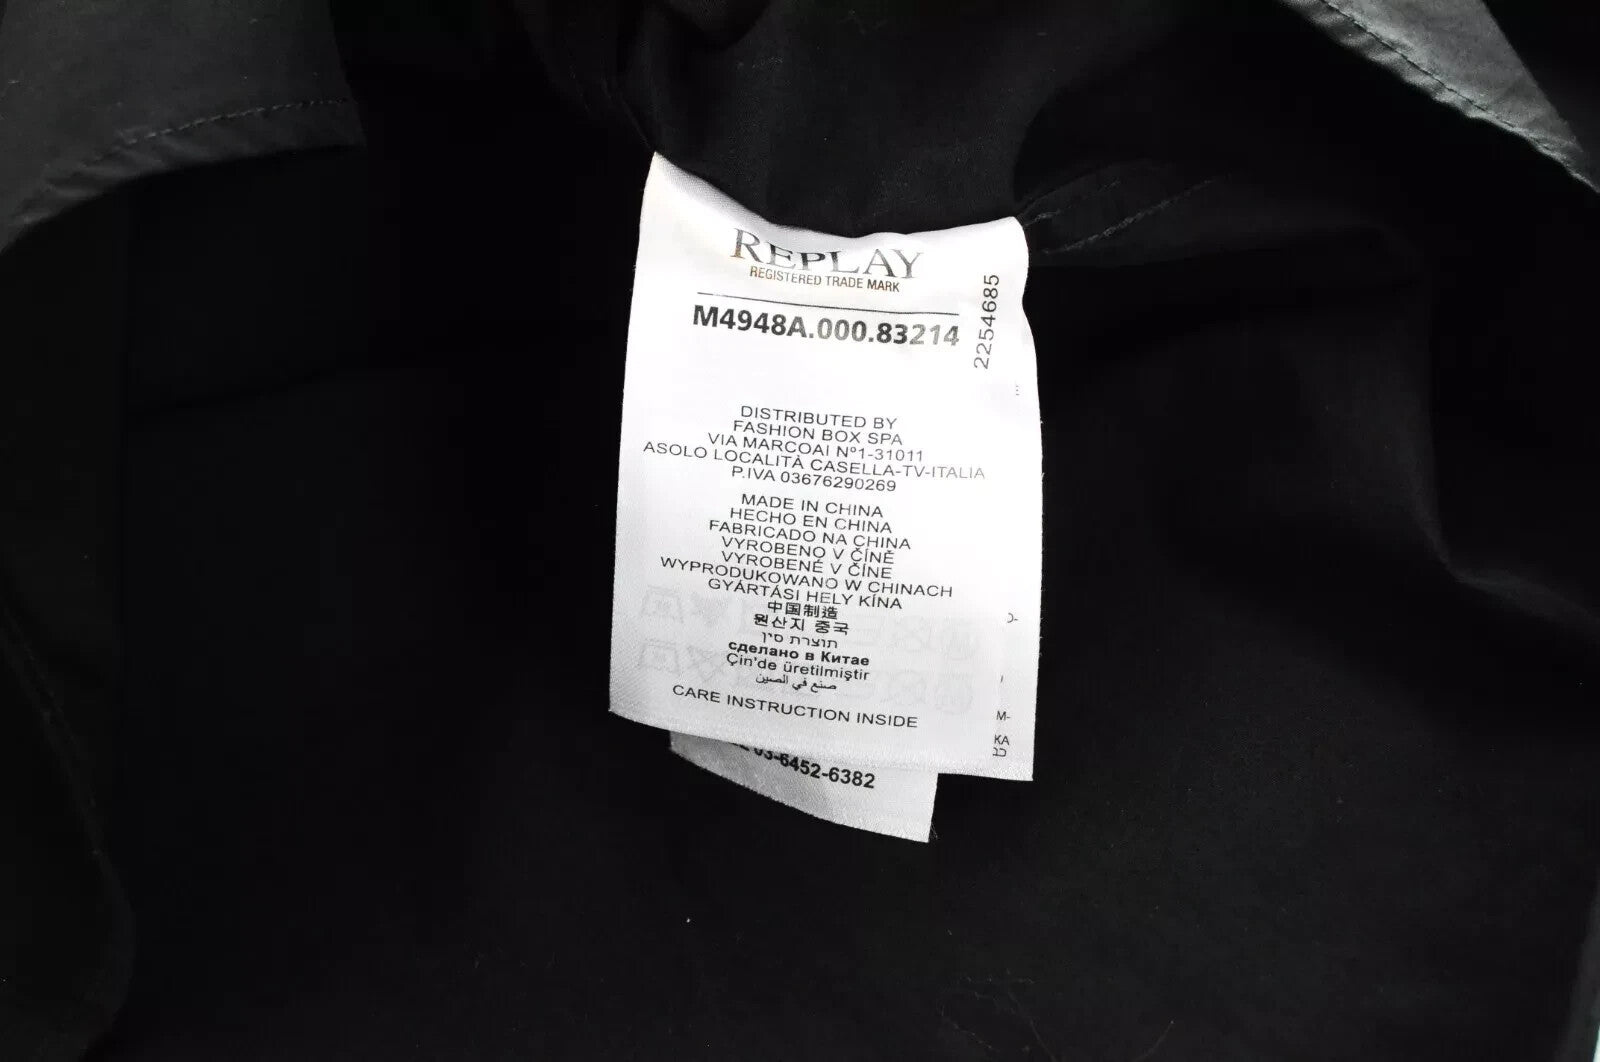 REPLAY
REGISTERED TRADE MARK
M4948A.000.83214
2254685
DISTRIBUTED BY
FASHION BOX SPA
VIA MARCOAI Nº1-31011
ASOLO LOCALITÀ CASELLA-TV-ITALIA
P.IVA 03676290269
MADE IN CHINA
HECHO EN CHINA
FABRICADO NA CHINA
VYROBENO V ČÍNĚ
VYROBENÉ V ČÍNE
WYPRODUKOWANO W CHINACH
GYÁRTÁSI HELY KÍNA
中国制造
원산지 중국
תוצרת סין
сделано в Китае
Çin'de üretilmiştir
صنع في الصين
CARE INSTRUCTION INSIDE
M-
KA
03-6452-6382